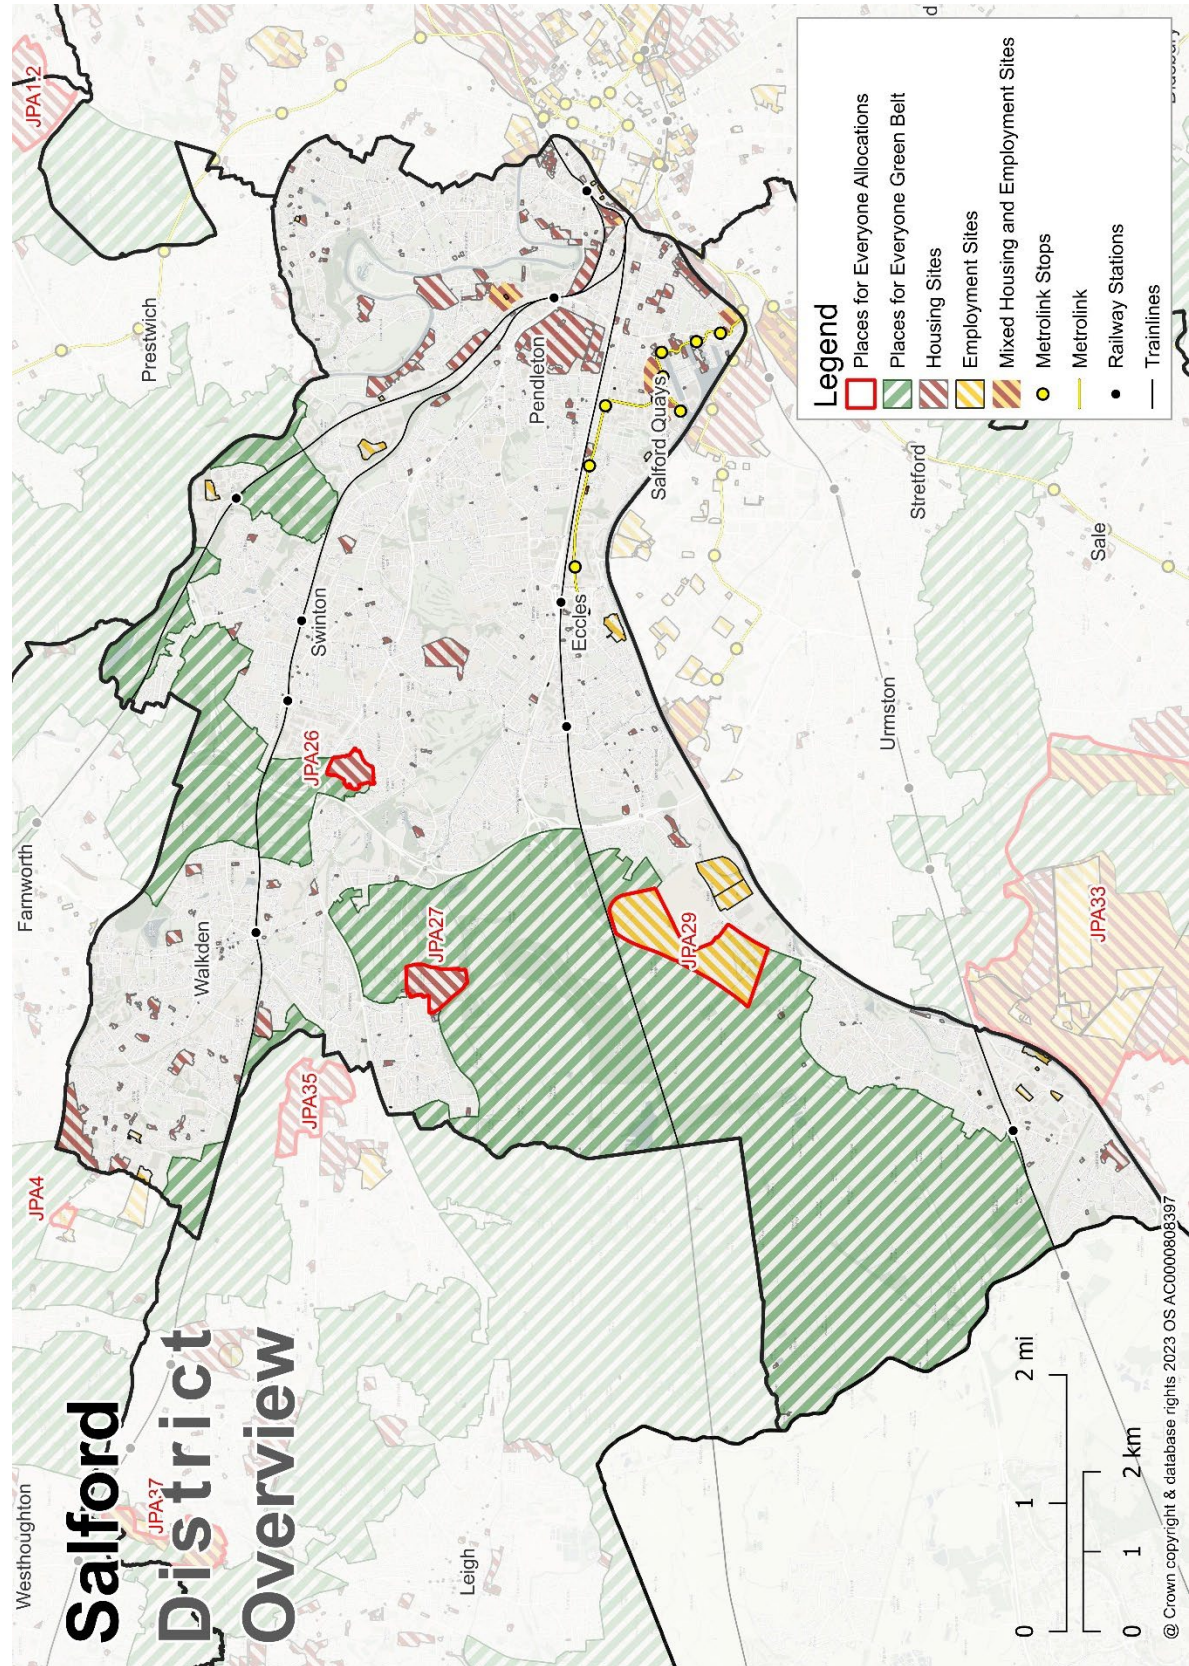 Salford
District
Overview
Westhoughton
JPA37
Leigh
JPA4
JPA35
Farnworth
Walkden
JPA27
JPA26
JPA29
Swinton
Eccles
Prestwich
Pendleton
Salford Quays
JPA1.2
Urmston
Stretford
Sale
JPA33
d
Legend
Places for Everyone Allocations
Places for Everyone Green Belt
Housing Sites
Employment Sites
Mixed Housing and Employment Sites
Metrolink Stops
Metrolink
Railway Stations
Trainlines
0 1 2 mi
0 1 2 km
@ Crown copyright & database rights 2023 OS AC0000808397